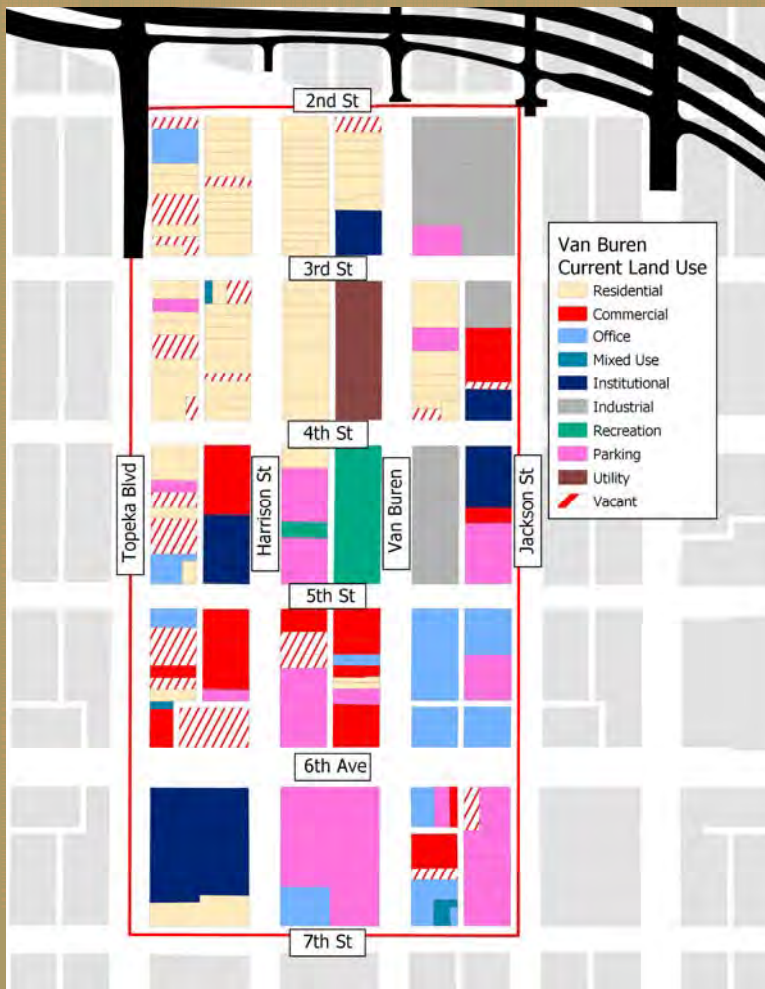 2nd St
3rd St
4th St
Topeka Blvd
Harrison St
Van Buren
Jackson St
5th St
6th Ave
7th St
Van Buren
Current Land Use
Residential
Commercial
Office
Mixed Use
Institutional
Industrial
Recreation
Parking
Utility
Vacant